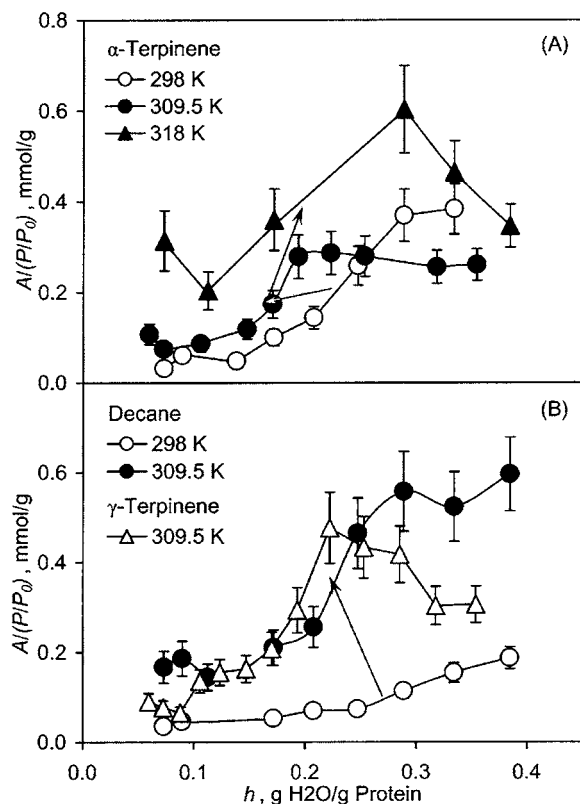 0.8
(A)
α-Terpinene
298 K
309.5 K
318 K
0.6
0.4
0.2
0.0
A/(P/P0), mmol/g
(B)
Decane
298 K
309.5 K
γ-Terpinene
309.5 K
0.6
0.4
0.2
0.0
A/(P/P0), mmol/g
0.0 0.1 0.2 0.3 0.4
h, g H2O/g Protein